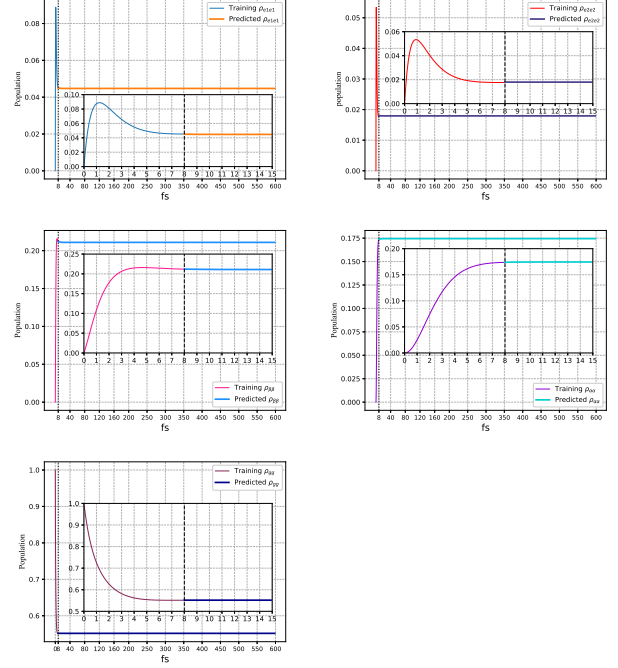 Training ρe1e1
Predicted ρe1e1
Population
0.08
0.06
0.04
0.02
0.00
0.10
0.08
0.06
0.04
0.02
0.00
0 1 2 3 4 5 6 7 8 9 10 11 12 13 14 15
8 40 80 120 160 200 250 300 350 400 450 500 550 600
fs
Training ρe2e2
Predicted ρe2e2
population
0.05
0.04
0.03
0.02
0.01
0.00
0.06
0.04
0.02
0.00
0 1 2 3 4 5 6 7 8 9 10 11 12 13 14 15
8 40 80 120 160 200 250 300 350 400 450 500 550 600
fs
Population
0.20
0.15
0.10
0.05
0.00
0.25
0.20
0.15
0.10
0.05
0.00
0 1 2 3 4 5 6 7 8 9 10 11 12 13 14 15
Training ρββ
Predicted ρββ
8 40 80 120 160 200 250 300 350 400 450 500 550 600
fs
Population
0.175
0.150
0.125
0.100
0.075
0.050
0.025
0.000
0.20
0.15
0.10
0.05
0.00
0 1 2 3 4 5 6 7 8 9 10 11 12 13 14 15
Training ραα
Predicted ραα
8 40 80 120 160 200 250 300 350 400 450 500 550 600
fs
Training ρgg
Predicted ρgg
Population
1.0
0.9
0.8
0.7
0.6
1.0
0.9
0.8
0.7
0.6
0.5
0 1 2 3 4 5 6 7 8 9 10 11 12 13 14 15
0 8 40 80 120 160 200 250 300 350 400 450 500 550 600
fs